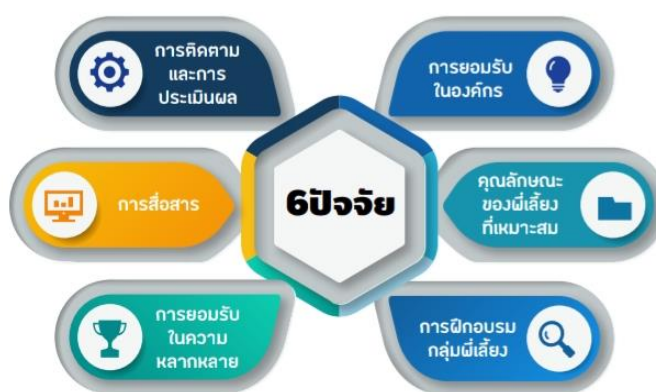 การติดตาม
และการ
ประเมินผล
การยอมรับ
ในองค์กร
การสื่อสาร
6ปัจจัย
คุณลักษณะ
ของพี่เลี้ยง
ที่เหมาะสม
การยอมรับ
ในความ
หลากหลาย
การฝึกอบรม
กลุ่มพี่เลี้ยง